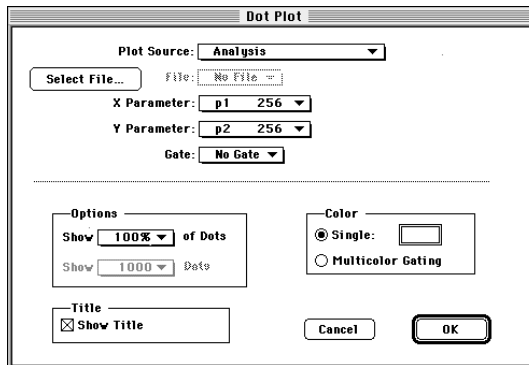 Dot Plot
Plot Source: Analysis
Select File... File: No File
X Parameter: p1 256
Y Parameter: p2 256
Gate: No Gate
Options
Show 100% of Dots
Show 1000 Dots
Color
Single:
Multicolor Gating
Title
Show Title
Cancel OK